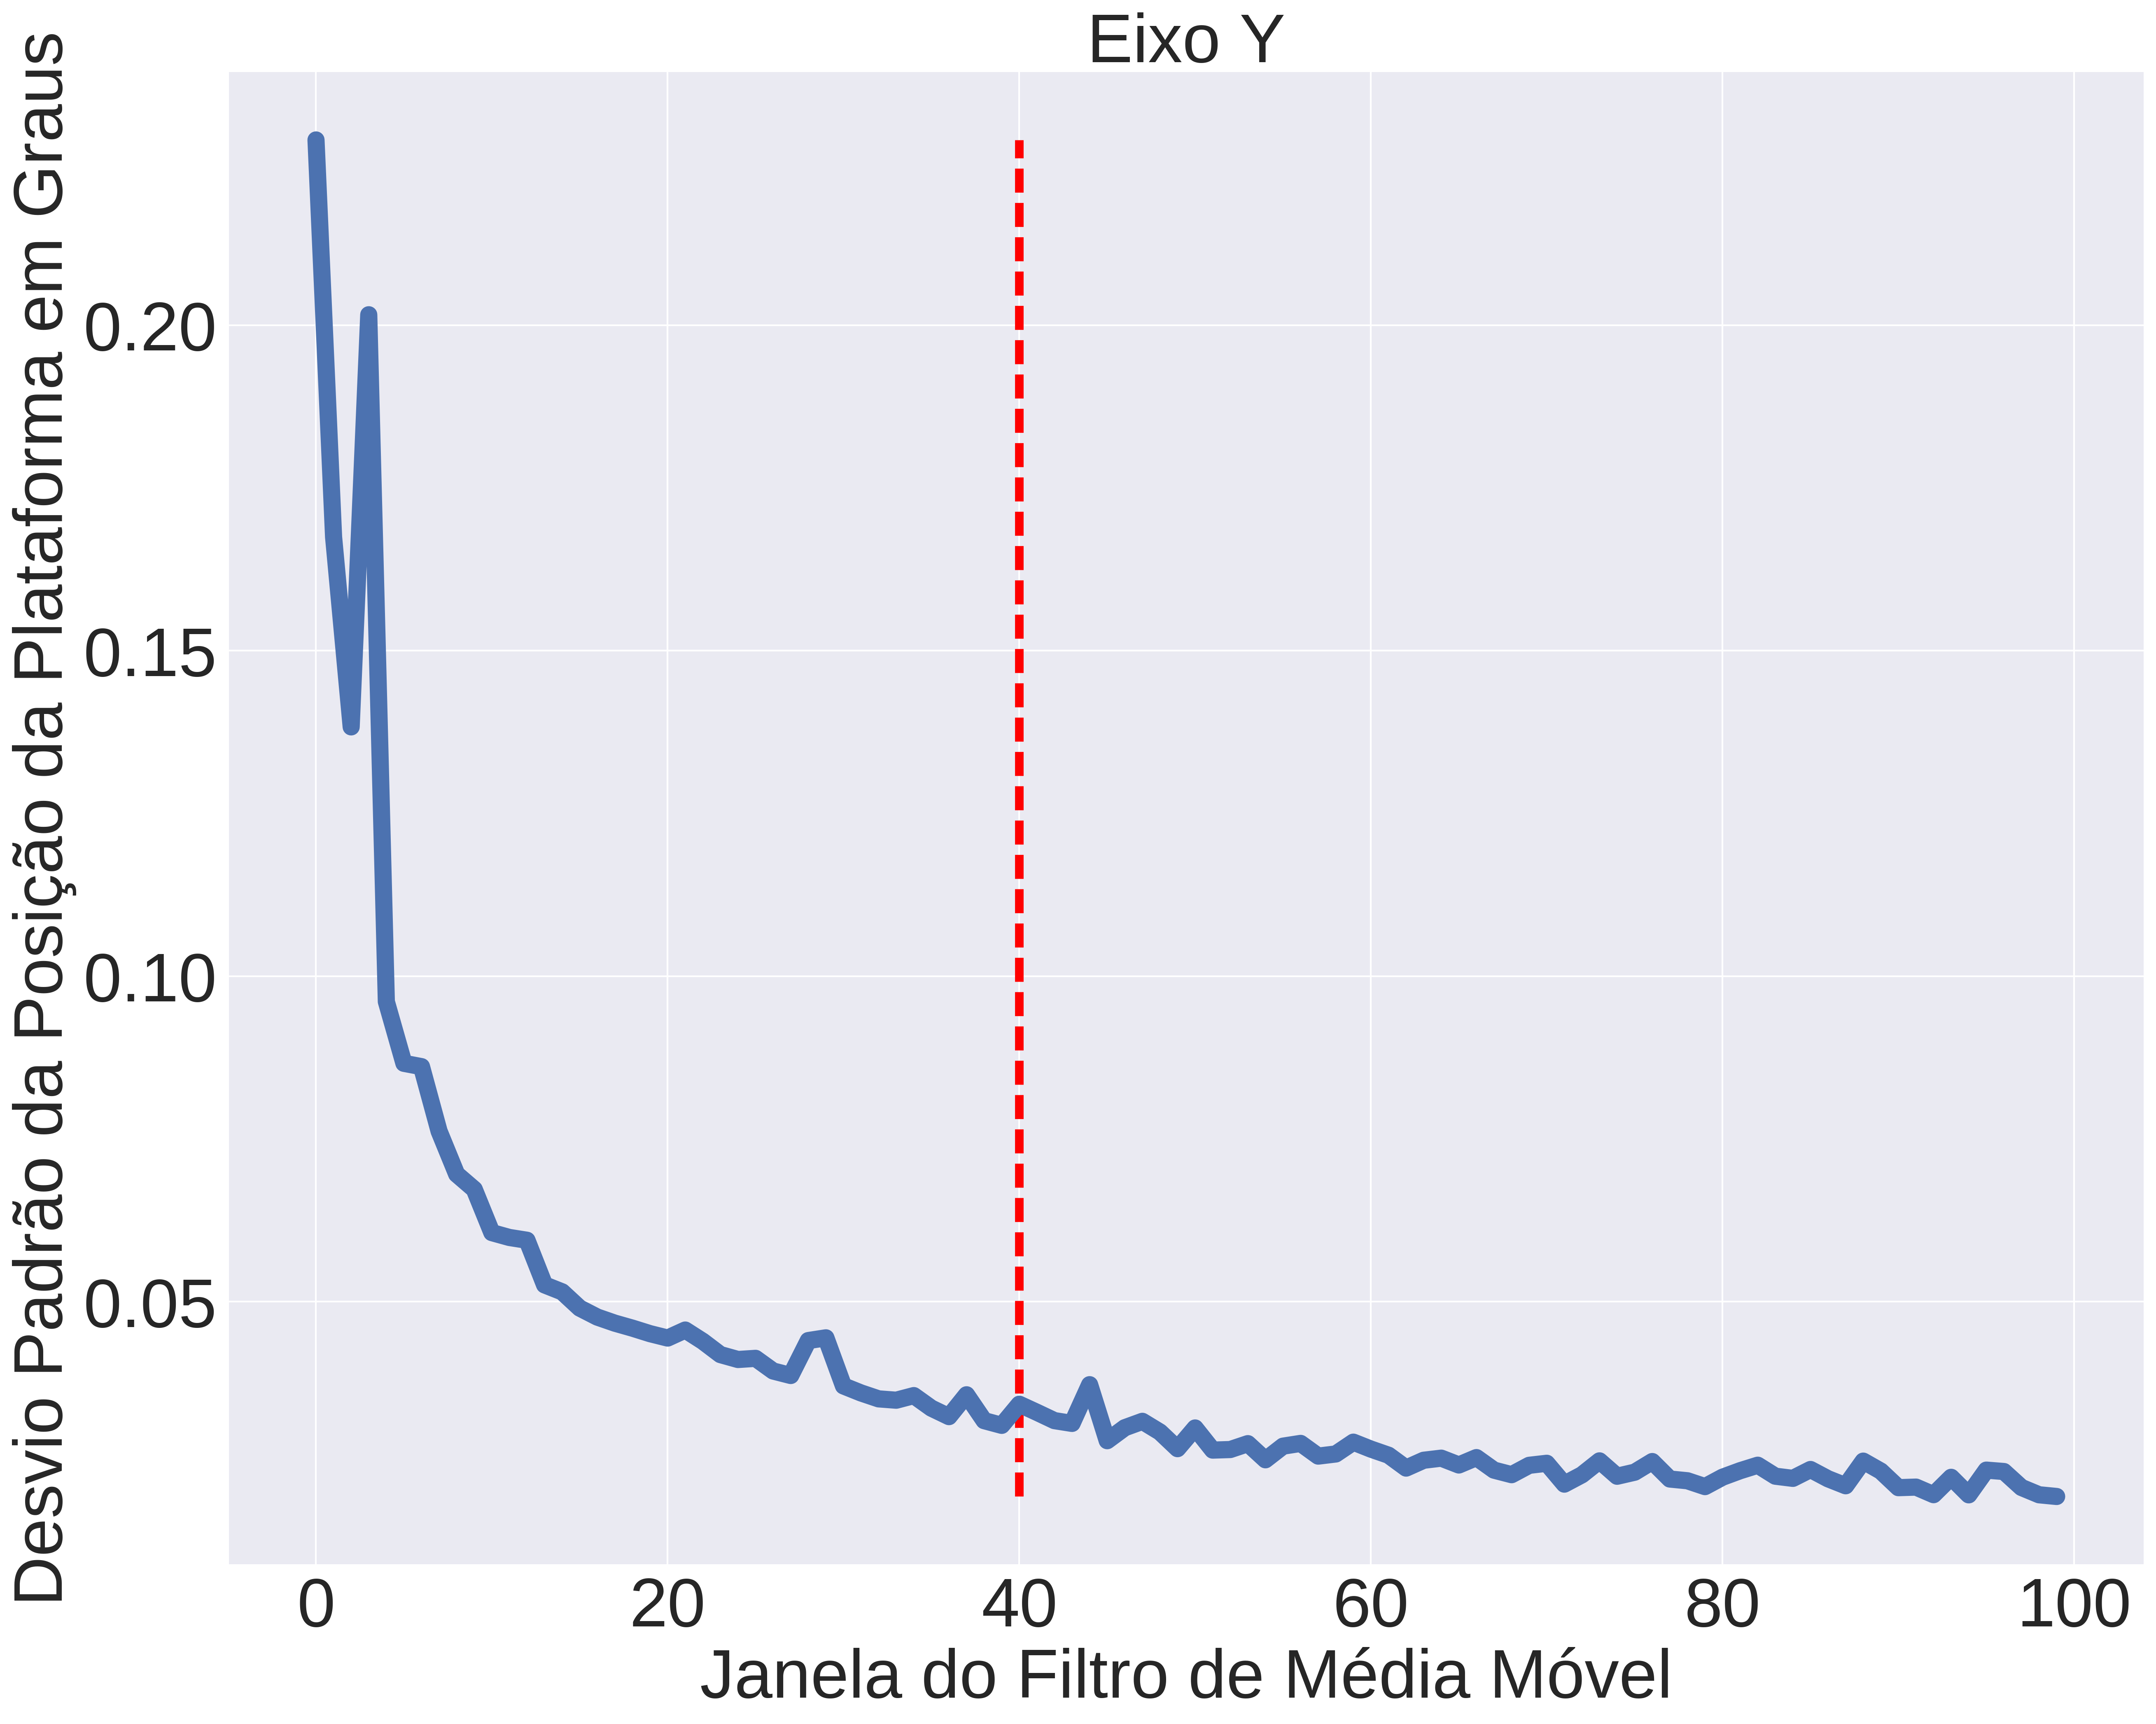 Eixo Y
Desvio Padrão da Posição da Plataforma em Graus
0.20
0.15
0.10
0.05
0 20 40 60 80 100
Janela do Filtro de Média Móvel